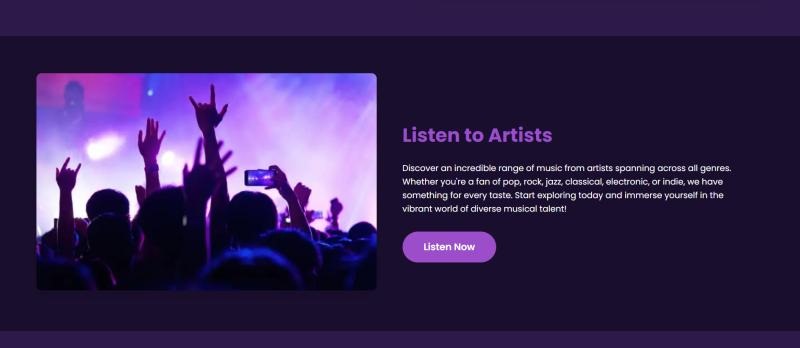 Listen to Artists
Discover an incredible range of music from artists spanning across all genres.
Whether you're a fan of pop, rock, jazz, classical, electronic, or indie, we have
something for every taste. Start exploring today and immerse yourself in the
vibrant world of diverse musical talent!
Listen Now